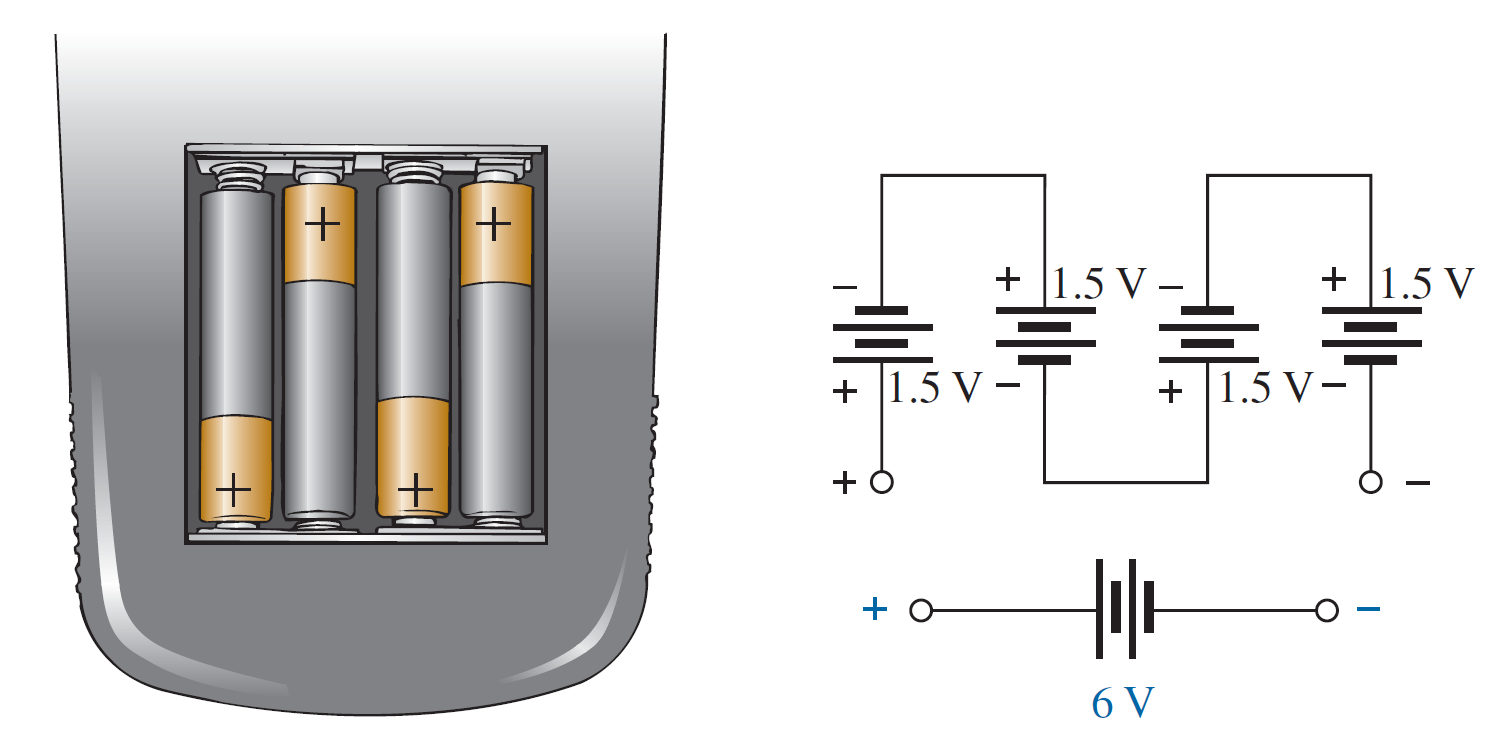 + +
+ +
− + 1.5 V − + 1.5 V
+ 1.5 V − + 1.5 V −
+ −
+ −
6 V